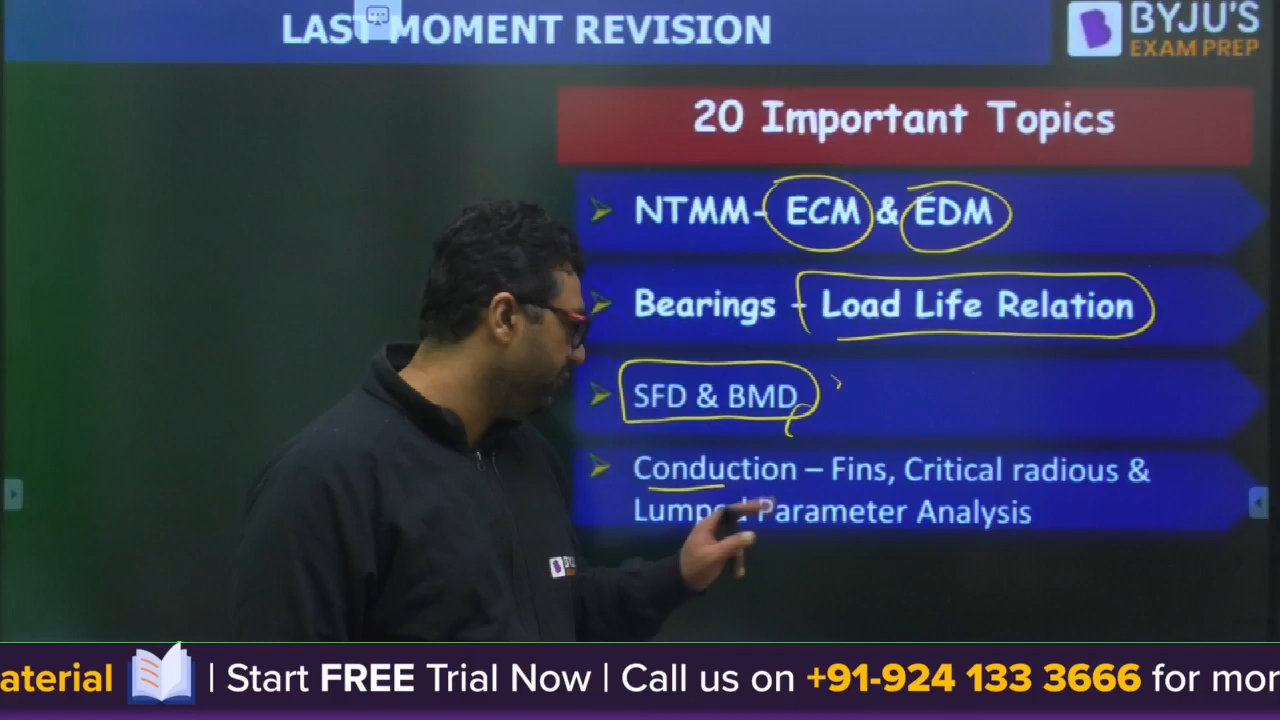 LAST MOMENT REVISION
BYJU'S
EXAM PREP
20 Important Topics
NTMM- ECM & EDM
Bearings - Load Life Relation
SFD & BMD
Conduction – Fins, Critical radious &
Lumped Parameter Analysis
aterial | Start FREE Trial Now | Call us on +91-924 133 3666 for mor